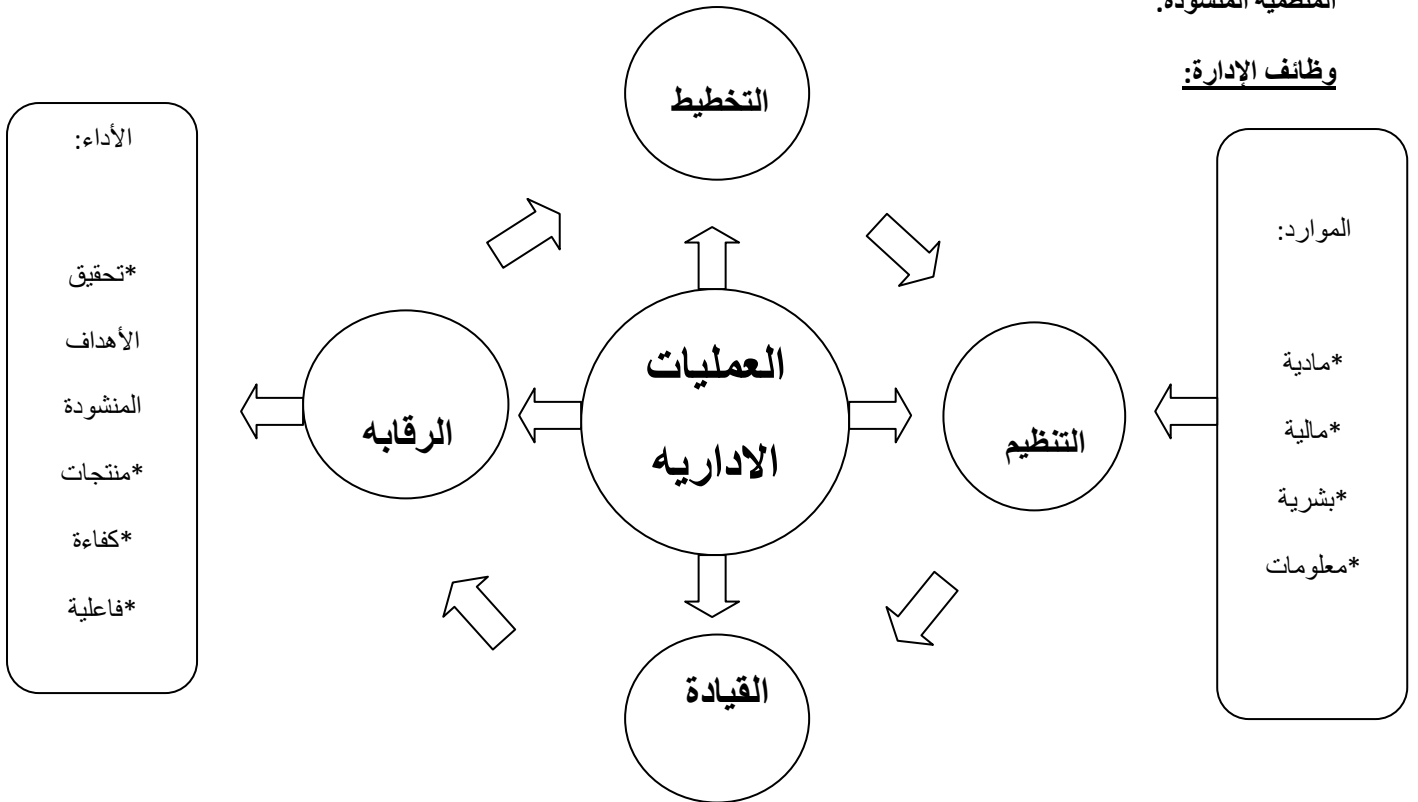 المنظمية المنشودة.
وظائف الإدارة:
التخطيط
الموارد:
*مادية
*مالية
*بشرية
*معلومات
التنظيم
العمليات
الاداريه
الرقابه
القيادة
الأداء:
*تحقيق
الأهداف
المنشودة
*منتجات
*كفاءة
*فاعلية